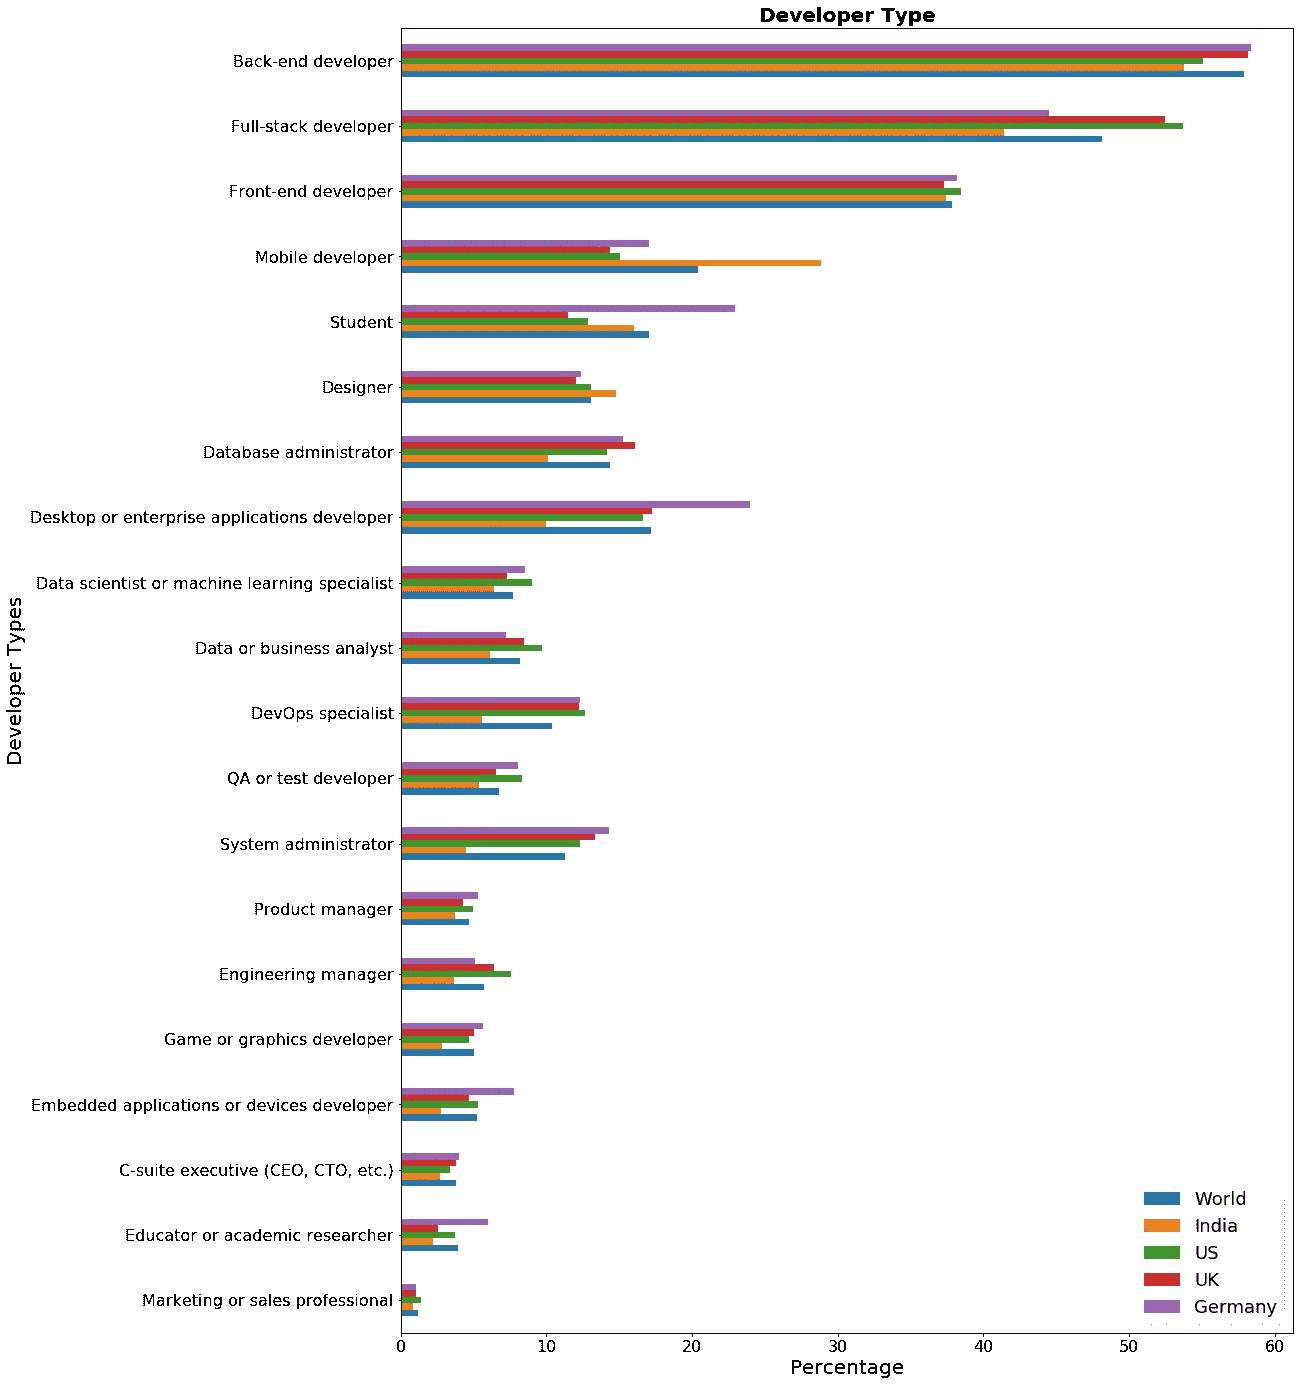 Developer Type
Developer Types
Back-end developer
Full-stack developer
Front-end developer
Mobile developer
Student
Designer
Database administrator
Desktop or enterprise applications developer
Data scientist or machine learning specialist
Data or business analyst
DevOps specialist
QA or test developer
System administrator
Product manager
Engineering manager
Game or graphics developer
Embedded applications or devices developer
C-suite executive (CEO, CTO, etc.)
Educator or academic researcher
Marketing or sales professional
World
India
US
UK
Germany
0 10 20 30 40 50 60
Percentage